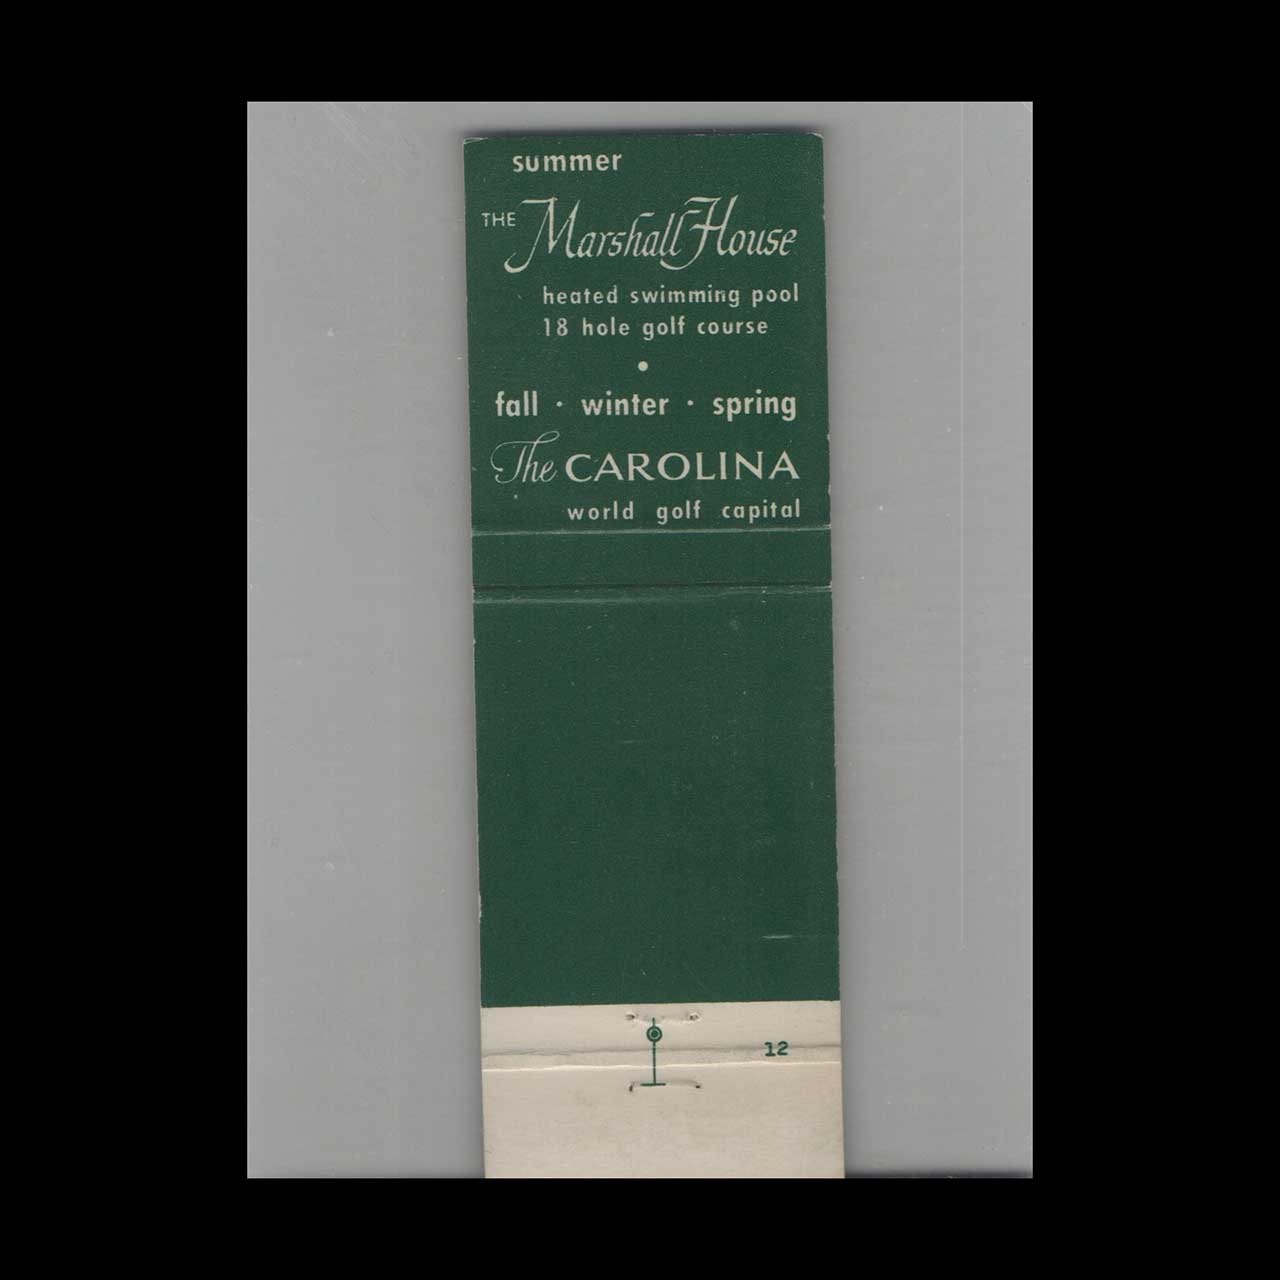 summer
THE Marshall House
heated swimming pool
18 hole golf course
•
fall · winter · spring
The CAROLINA
world golf capital
12